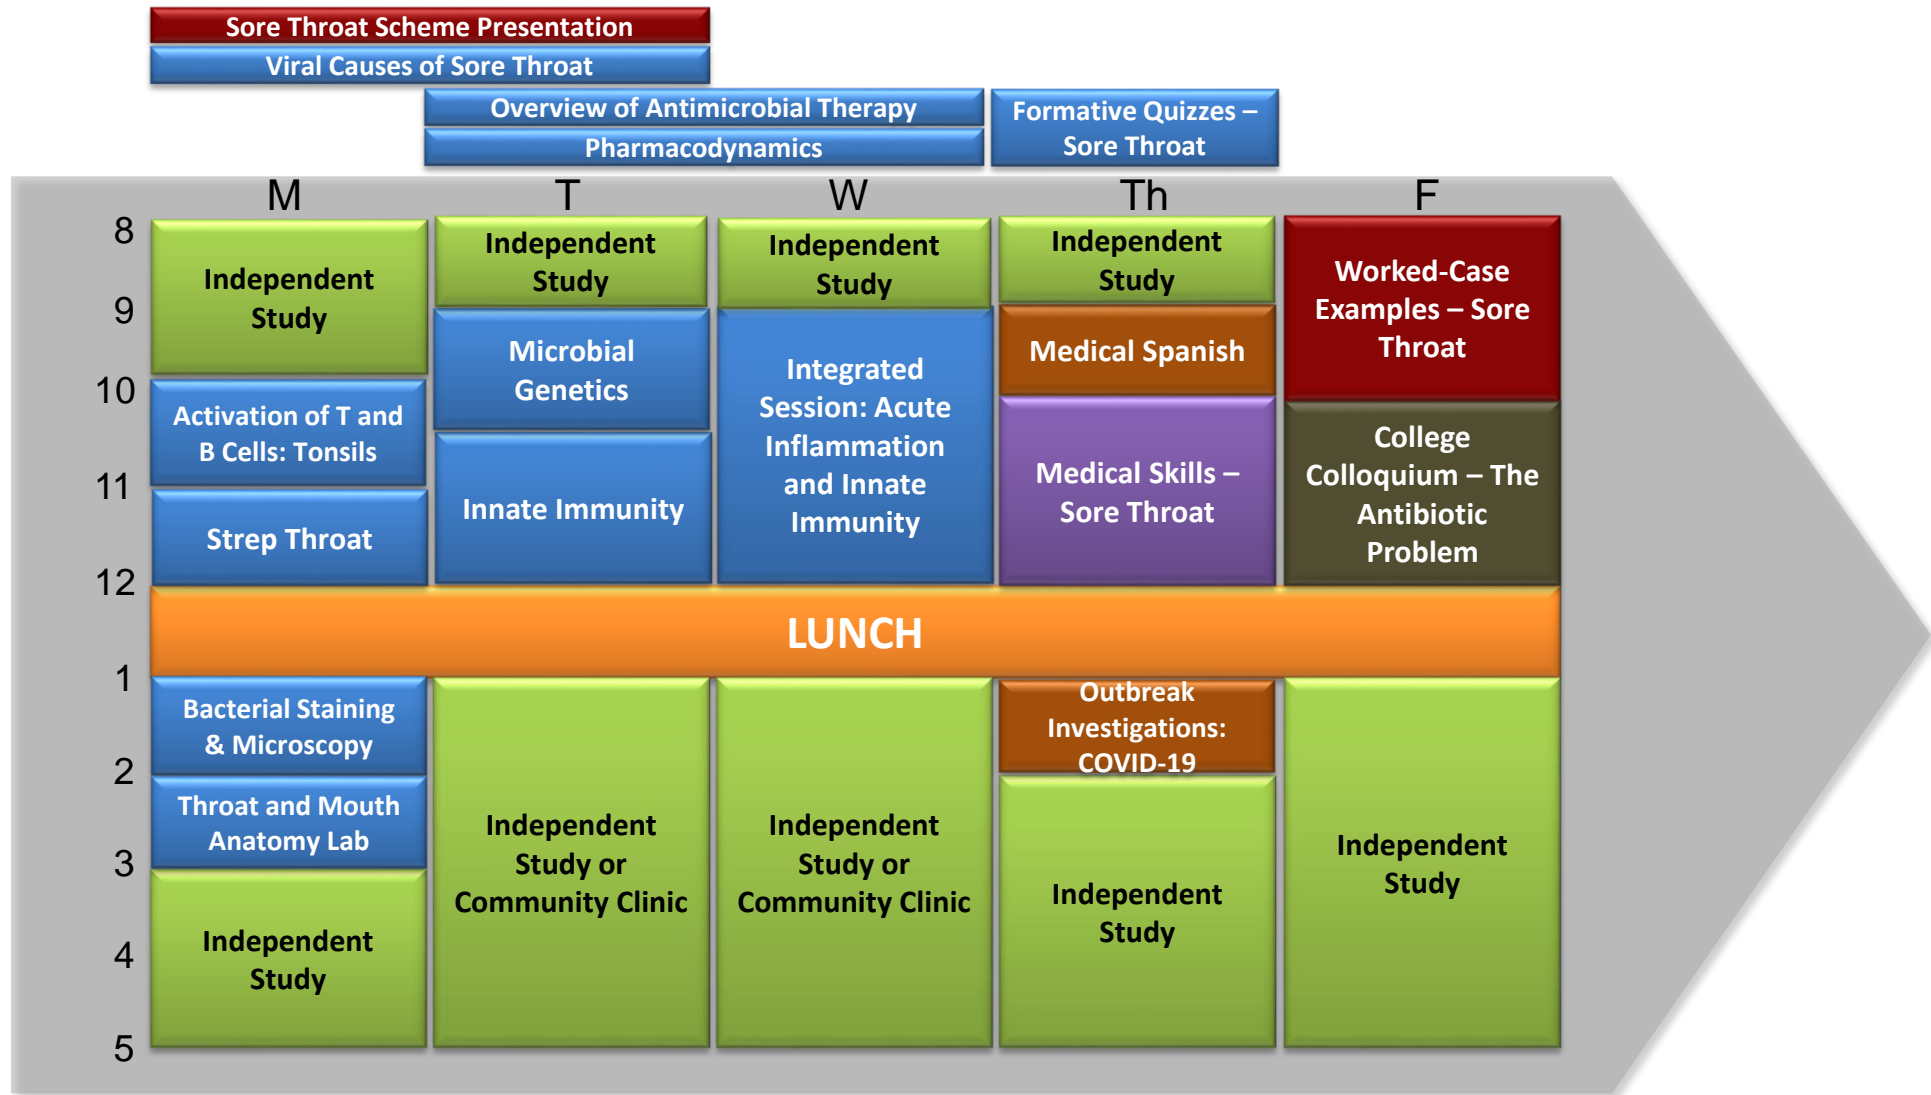 Sore Throat Scheme Presentation
Viral Causes of Sore Throat
Overview of Antimicrobial Therapy
Pharmacodynamics
Formative Quizzes –
Sore Throat
M
T
W
Th
F
8
9
10
11
12
1
2
3
4
5
Independent
Study
Activation of T and
B Cells: Tonsils
Strep Throat
Independent
Study
Microbial
Genetics
Innate Immunity
Independent
Study
Integrated
Session: Acute
Inflammation
and Innate
Immunity
Independent
Study
Medical Spanish
Medical Skills –
Sore Throat
Worked-Case
Examples – Sore
Throat
College
Colloquium – The
Antibiotic
Problem
LUNCH
Bacterial Staining
& Microscopy
Throat and Mouth
Anatomy Lab
Independent
Study
Independent
Study or
Community Clinic
Independent
Study or
Community Clinic
Outbreak
Investigations:
COVID-19
Independent
Study
Independent
Study